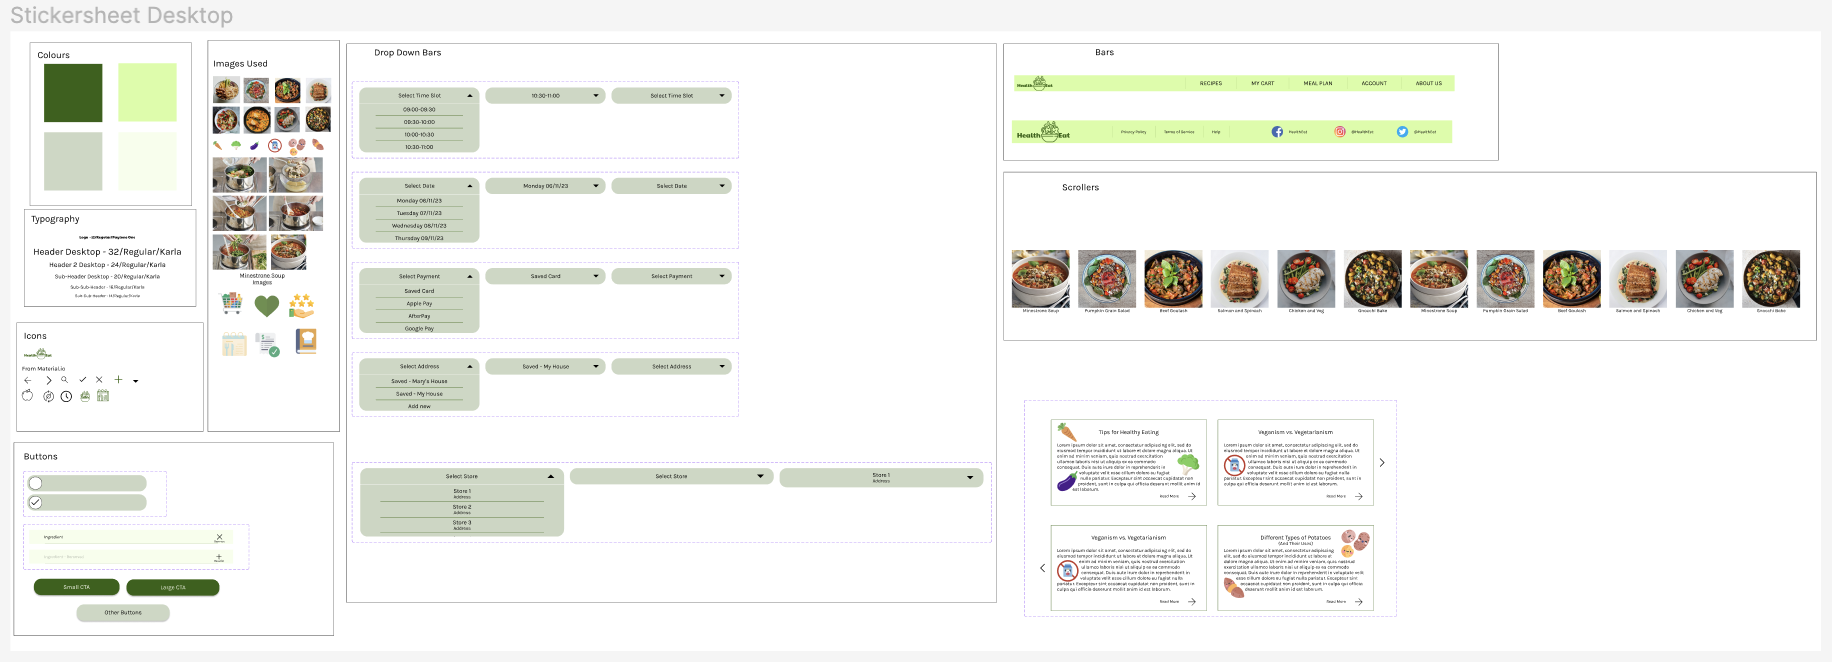 Stickersheet Desktop
Colours
Typography
Logo - 20/Regular/Paytone One
Header Desktop - 32/Regular/Karla
Header 2 Desktop - 24/Regular/Karla
Sub-Header Desktop - 20/Regular/Karla
Sub-Sub-Header - 16/Regular/Karla
Sub-Sub-Header - 14/Regular/Karla
Icons
Health Eat
From Material.io
Buttons
Ingredient
Ingredient
Small CTA
Large CTA
Other Buttons
Images Used
Minestrone Soup
Images
Drop Down Bars
Select Time Slot
09:00-09:30
09:30-10:00
10:00-10:30
10:30-11:00
10:30-11:00
Select Time Slot
Select Date
Monday 06/11/23
Tuesday 07/11/23
Wednesday 08/11/23
Thursday 09/11/23
Monday 06/11/23
Select Date
Select Payment
Saved Card
Apple Pay
AfterPay
Google Pay
Saved Card
Select Payment
Select Address
Saved - Mary's House
Saved - My House
Add new
Saved - My House
Select Address
Select Store
Store 1
Address
Store 2
Address
Store 3
Address
Select Store
Store 1
Address
Bars
Health Eat
RECIPES
MY CART
MEAL PLAN
ACCOUNT
ABOUT US
Health Eat
Privacy Policy
Terms of Service
Help
HealthEat
@HealthEat
@HealthEat
Scrollers
Minestrone Soup
Pumpkin Grain Salad
Beef Goulash
Salmon and Spinach
Chicken and Veg
Gnocchi Bake
Minestrone Soup
Pumpkin Grain Salad
Beef Goulash
Salmon and Spinach
Chicken and Veg
Gnocchi Bake
Tips for Healthy Eating
Lorem ipsum dolor sit amet, consectetur adipiscing elit, sed do
eiusmod tempor incididunt ut labore et dolore magna aliqua. Ut
enim ad minim veniam, quis nostrud exercitation
ullamco laboris nisi ut aliquip ex ea commodo
consequat. Duis aute irure dolor in reprehenderit in
voluptate velit esse cillum dolore eu fugiat
nulla pariatur. Excepteur sint occaecat cupidatat non
proident, sunt in culpa qui officia deserunt mollit anim id
est laborum.
Read More
Veganism vs. Vegetarianism
Lorem ipsum dolor sit amet, consectetur adipiscing elit, sed do
eiusmod tempor incididunt ut labore et dolore magna aliqua. Ut
enim ad minim veniam, quis nostrud exercitation
ullamco laboris nisi ut aliquip ex ea commodo
consequat. Duis aute irure dolor in reprehenderit in
voluptate velit esse cillum dolore eu fugiat nulla
pariatur. Excepteur sint occaecat cupidatat non proident, sunt in
culpa qui officia deserunt mollit anim id est laborum.
Read More
Veganism vs. Vegetarianism
Lorem ipsum dolor sit amet, consectetur adipiscing elit, sed do
eiusmod tempor incididunt ut labore et dolore magna aliqua. Ut
enim ad minim veniam, quis nostrud exercitation
ullamco laboris nisi ut aliquip ex ea commodo
consequat. Duis aute irure dolor in reprehenderit in
voluptate velit esse cillum dolore eu fugiat nulla
pariatur. Excepteur sint occaecat cupidatat non proident, sunt in
culpa qui officia deserunt mollit anim id est laborum.
Read More
Different Types of Potatoes
(And Their Uses)
Lorem ipsum dolor sit amet, consectetur adipiscing
elit, sed do eiusmod tempor incididunt ut labore et
dolore magna aliqua. Ut enim ad minim veniam, quis nostrud
exercitation ullamco laboris nisi ut aliquip ex ea commodo
consequat. Duis aute irure dolor in reprehenderit in voluptate velit
esse cillum dolore eu fugiat nulla pariatur. Excepteur sint
occaecat cupidatat non proident, sunt in culpa qui officia
deserunt mollit anim id est laborum.
Read More